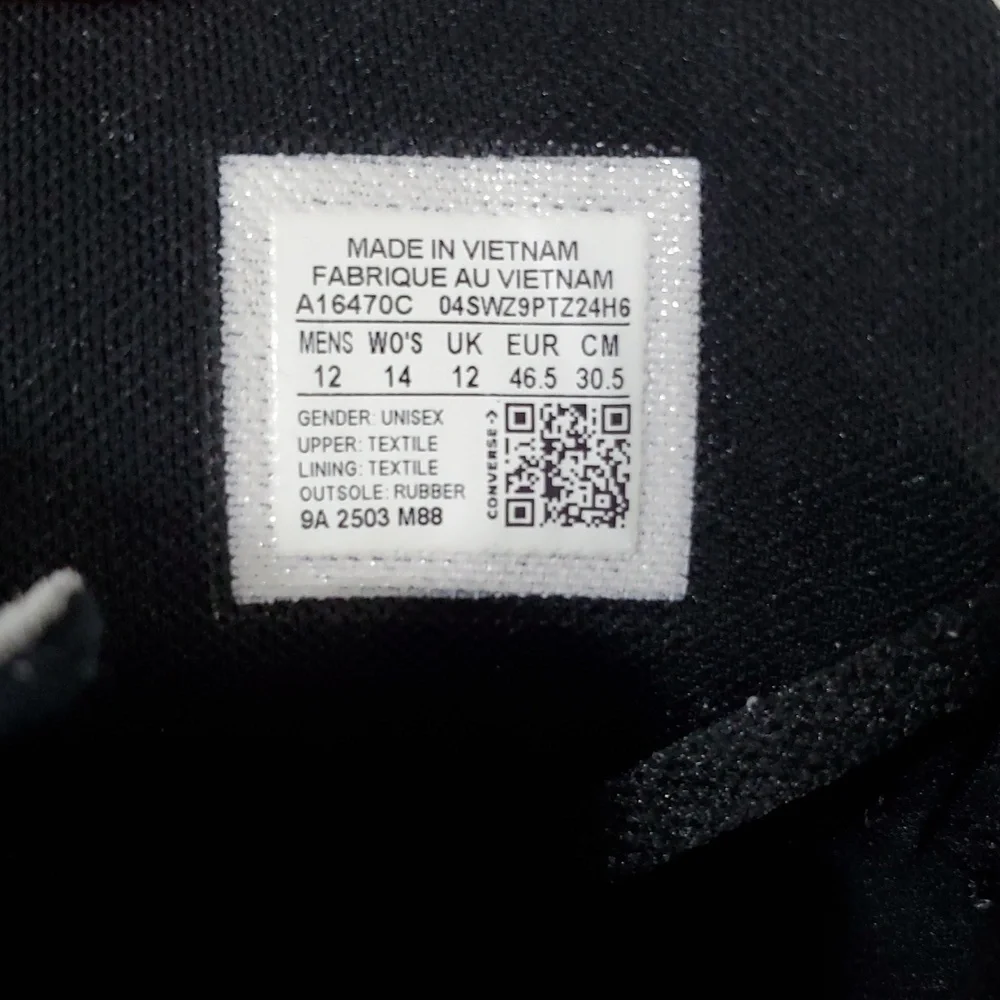 MADE IN VIETNAM
FABRIQUE AU VIETNAM
A16470C 04SWZ9PTZ24H6
MENS WO'S UK EUR CM
12 14 12 46.5 30.5
GENDER: UNISEX
UPPER: TEXTILE
LINING: TEXTILE
OUTSOLE: RUBBER
9A 2503 M88
CONVERSE